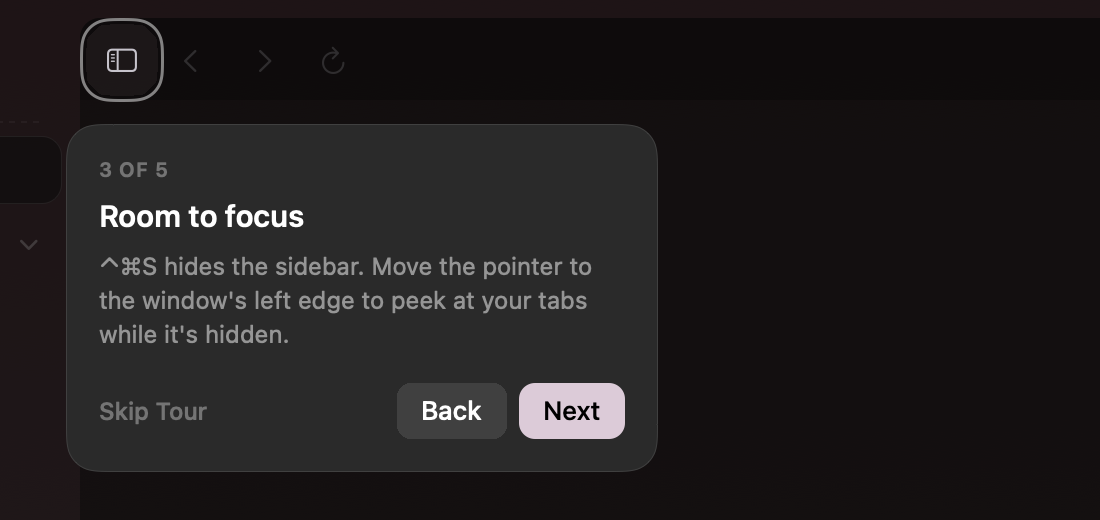 3 OF 5
Room to focus
⌃⌘S hides the sidebar. Move the pointer to
the window's left edge to peek at your tabs
while it's hidden.
Skip Tour
Back
Next